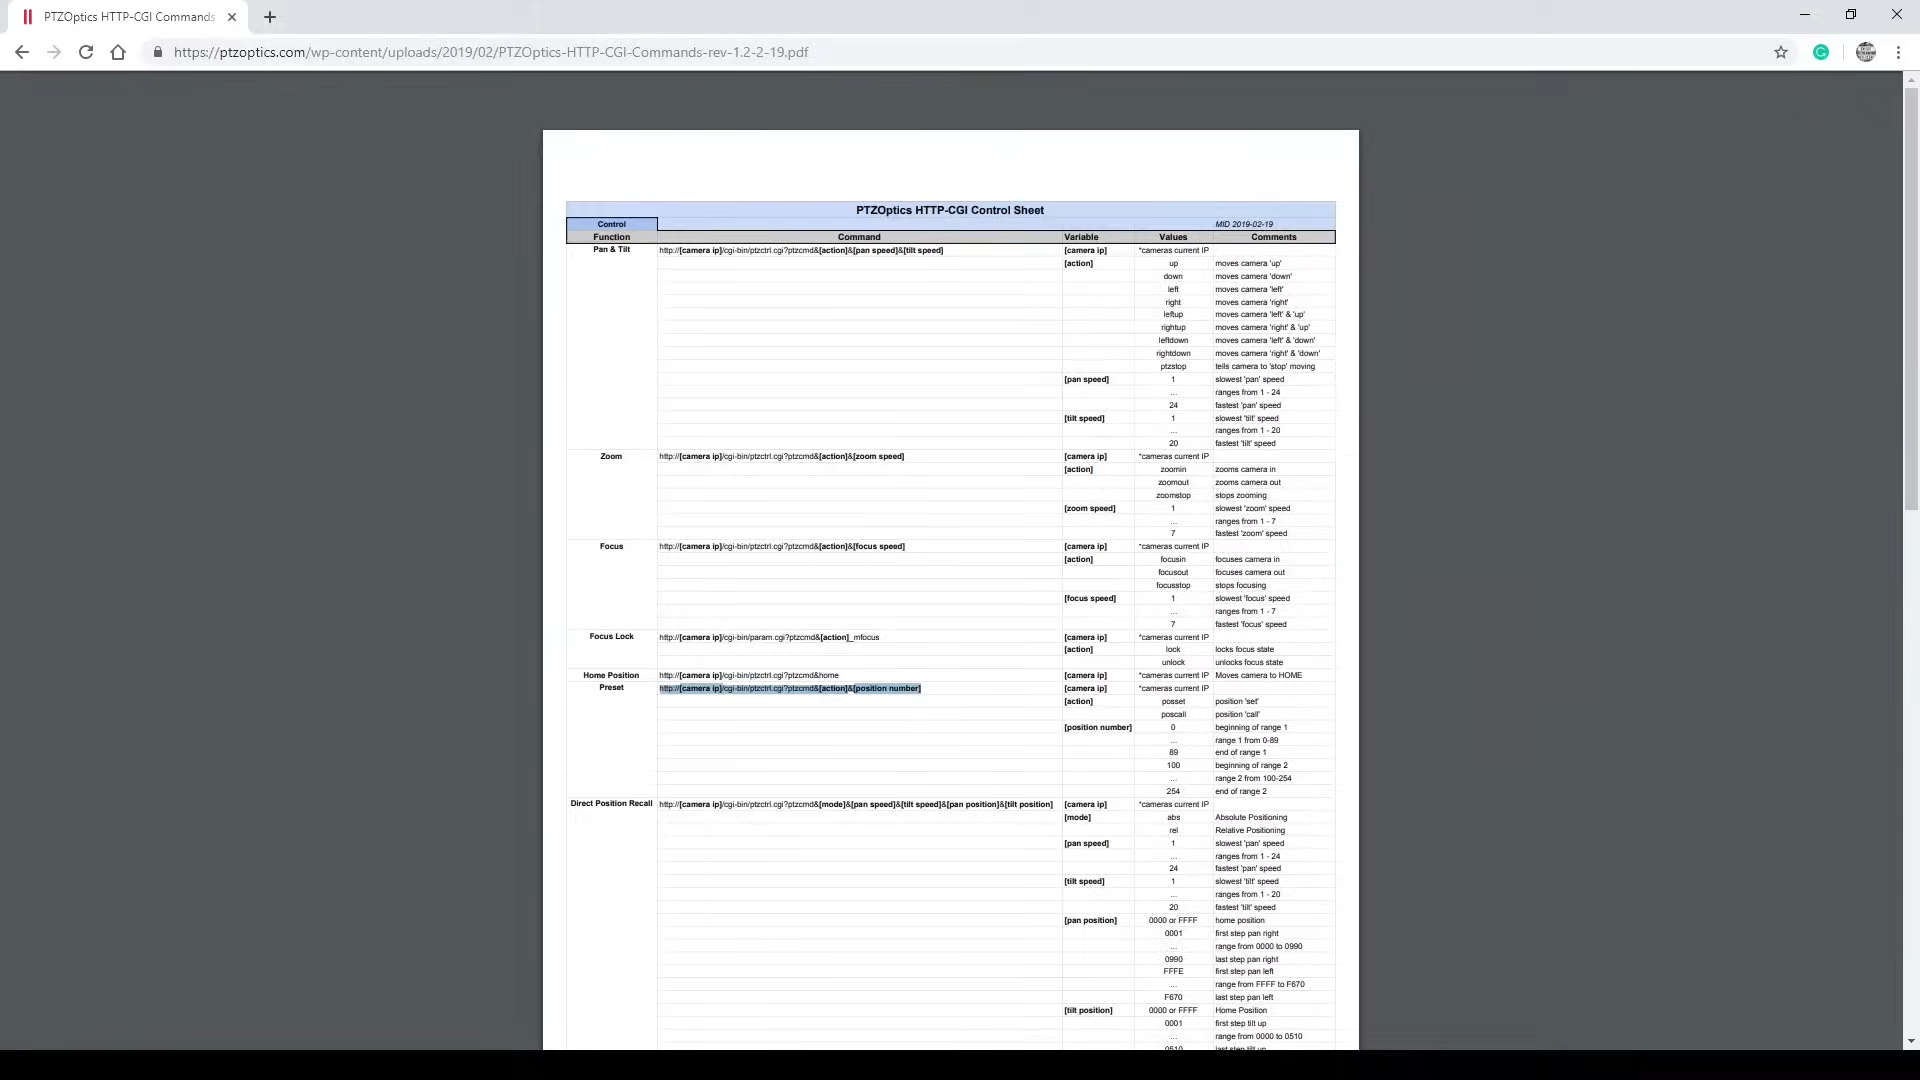 PTZOptics HTTP-CGI Commands
https://ptzoptics.com/wp-content/uploads/2019/02/PTZOptics-HTTP-CGI-Commands-rev-1.2-2-19.pdf
PTZOptics HTTP-CGI Control Sheet
Control MID 2019-02-19
Function Command Variable Values Comments
Pan & Tilt http://[camera ip]/cgi-bin/ptzctrl.cgi?ptzcmd&[action]&[pan speed]&[tilt speed] [camera ip] *cameras current IP
[action] up moves camera 'up'
down moves camera 'down'
left moves camera 'left'
right moves camera 'right'
leftup moves camera 'left' & 'up'
rightup moves camera 'right' & 'up'
leftdown moves camera 'left' & 'down'
rightdown moves camera 'right' & 'down'
ptzstop tells camera to 'stop' moving
[pan speed] 1 slowest 'pan' speed
... ranges from 1 - 24
24 fastest 'pan' speed
[tilt speed] 1 slowest 'tilt' speed
... ranges from 1 - 20
20 fastest 'tilt' speed
Zoom http://[camera ip]/cgi-bin/ptzctrl.cgi?ptzcmd&[action]&[zoom speed] [camera ip] *cameras current IP
[action] zoomin zooms camera in
zoomout zooms camera out
zoomstop stops zooming
[zoom speed] 1 slowest 'zoom' speed
... ranges from 1 - 7
7 fastest 'zoom' speed
Focus http://[camera ip]/cgi-bin/ptzctrl.cgi?ptzcmd&[action]&[focus speed] [camera ip] *cameras current IP
[action] focusin focuses camera in
focusout focuses camera out
focusstop stops focusing
[focus speed] 1 slowest 'focus' speed
... ranges from 1 - 7
7 fastest 'focus' speed
Focus Lock http://[camera ip]/cgi-bin/param.cgi?ptzcmd&[action]_mfocus [camera ip] *cameras current IP
[action] lock locks focus state
unlock unlocks focus state
Home Position http://[camera ip]/cgi-bin/ptzctrl.cgi?ptzcmd&home [camera ip] *cameras current IP Moves camera to HOME
Preset http://[camera ip]/cgi-bin/ptzctrl.cgi?ptzcmd&[action]&[position number] [camera ip] *cameras current IP
[action] posset position 'set'
poscall position 'call'
[position number] 0 beginning of range 1
... range 1 from 0-89
89 end of range 1
100 beginning of range 2
... range 2 from 100-254
254 end of range 2
Direct Position Recall http://[camera ip]/cgi-bin/ptzctrl.cgi?ptzcmd&[mode]&[pan speed]&[tilt speed]&[pan position]&[tilt position] [camera ip] *cameras current IP
[mode] abs Absolute Positioning
rel Relative Positioning
[pan speed] 1 slowest 'pan' speed
... ranges from 1 - 24
24 fastest 'pan' speed
[tilt speed] 1 slowest 'tilt' speed
... ranges from 1 - 20
20 fastest 'tilt' speed
[pan position] 0000 or FFFF home position
0001 first step pan right
... range from 0000 to 0990
0990 last step pan right
FFFE first step pan left
... range from FFFF to F670
F670 last step pan left
[tilt position] 0000 or FFFF Home Position
0001 first step tilt up
... range from 0000 to 0510
0510 last step tilt up